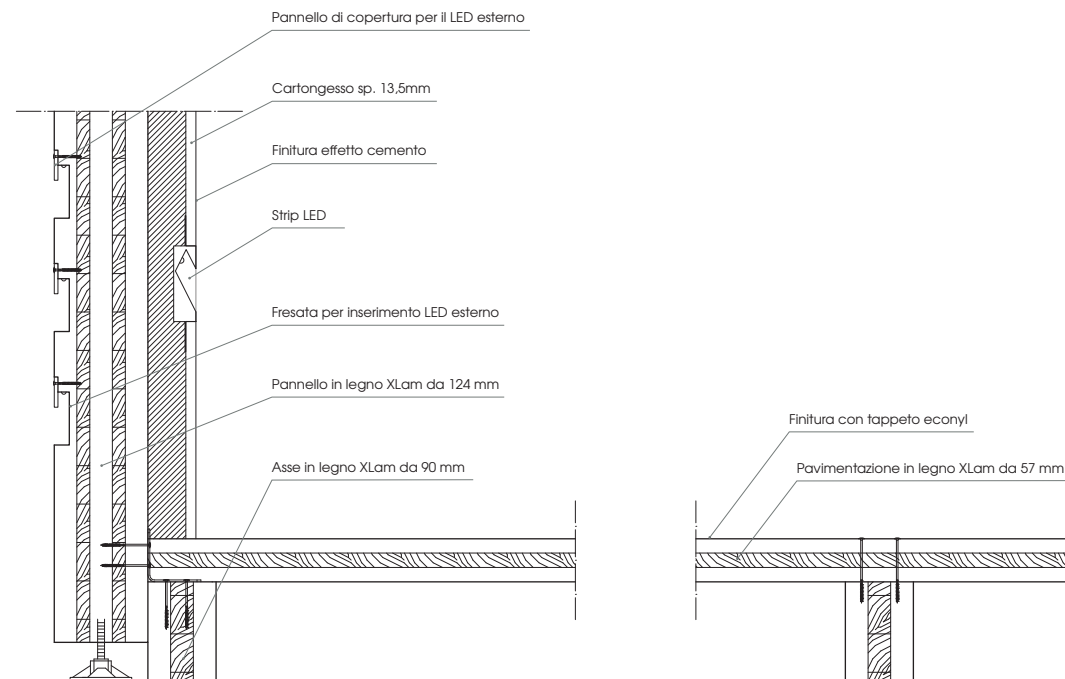 Pannello di copertura per il LED esterno
Cartongesso sp. 13,5mm
Finitura effetto cemento
Strip LED
Fresata per inserimento LED esterno
Pannello in legno XLam da 124 mm
Finitura con tappeto econyl
Asse in legno XLam da 90 mm
Pavimentazione in legno XLam da 57 mm